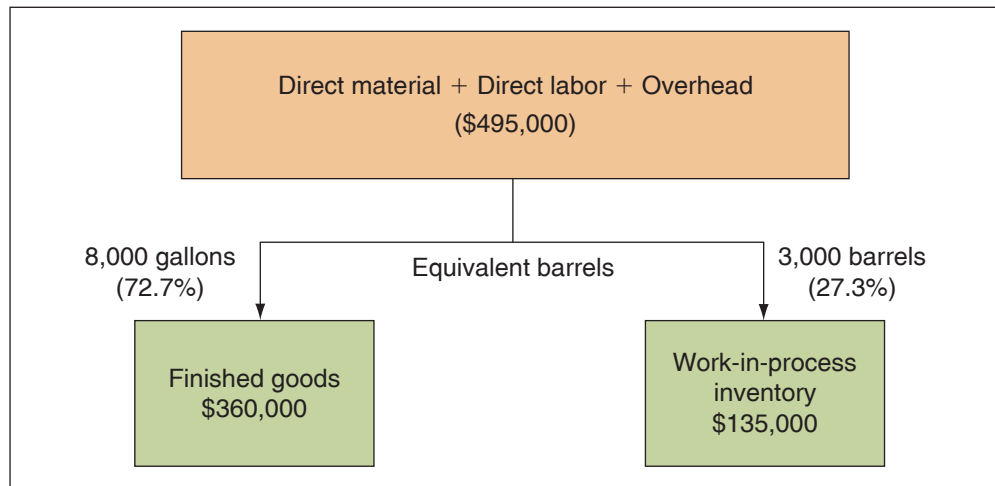 Direct material + Direct labor + Overhead
($495,000)
8,000 gallons
(72.7%)
Equivalent barrels
3,000 barrels
(27.3%)
Finished goods
$360,000
Work-in-process
inventory
$135,000